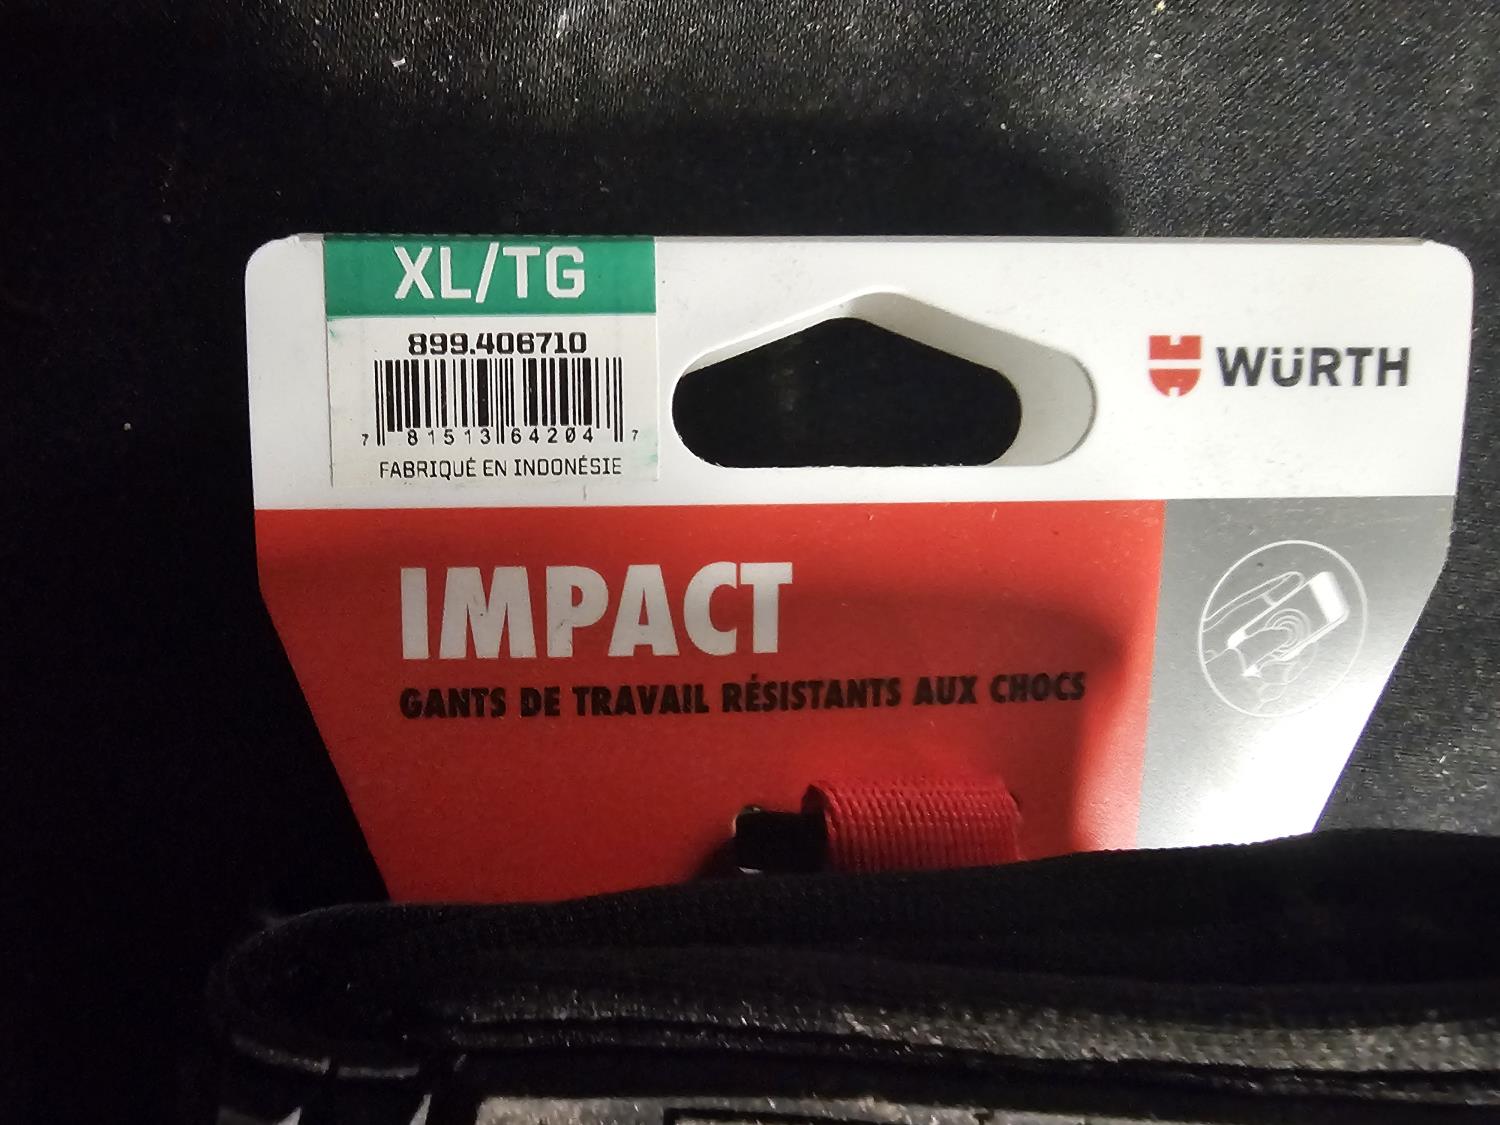 XL/TG
899.406710
7 81513 64204 7
FABRIQUÉ EN INDONÉSIE
WÜRTH
IMPACT
GANTS DE TRAVAIL RÉSISTANTS AUX CHOCS